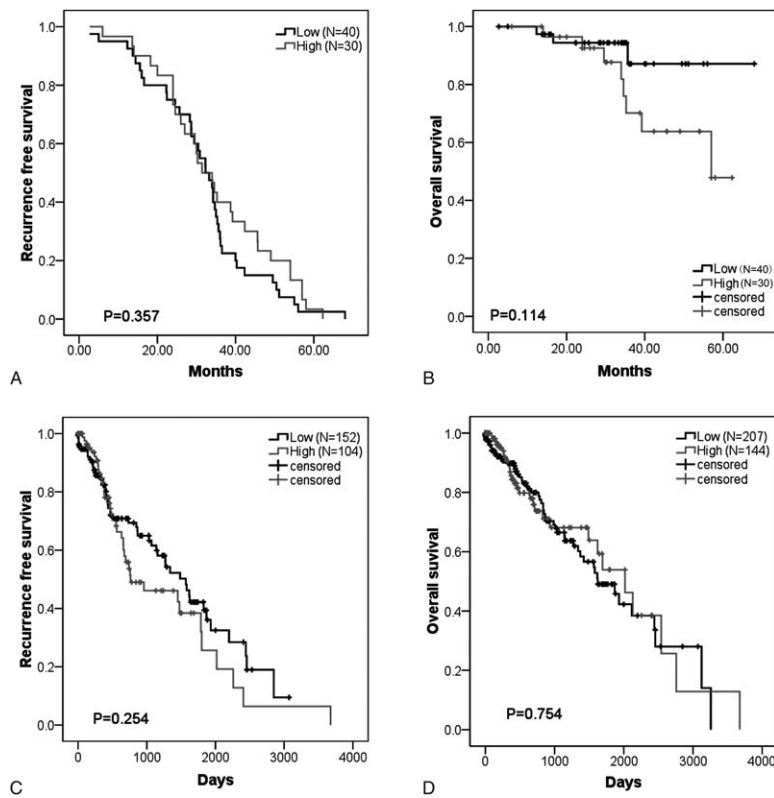 Low (N=40)
High (N=30)
Recurrence free survival
1.0
0.8
0.6
0.4
0.2
0.0
P=0.357
0.00 20.00 40.00 60.00
Months
A
Low (N=40)
High (N=30)
censored
censored
Overall survival
1.0
0.8
0.6
0.4
0.2
0.0
P=0.114
0.00 20.00 40.00 60.00
Months
B
Low (N=152)
High (N=104)
censored
censored
Recurrence free survival
1.0
0.8
0.6
0.4
0.2
0.0
P=0.254
0 1000 2000 3000 4000
Days
C
Low (N=207)
High (N=144)
censored
censored
Overall suvival
1.0
0.8
0.6
0.4
0.2
0.0
P=0.754
0 1000 2000 3000 4000
Days
D